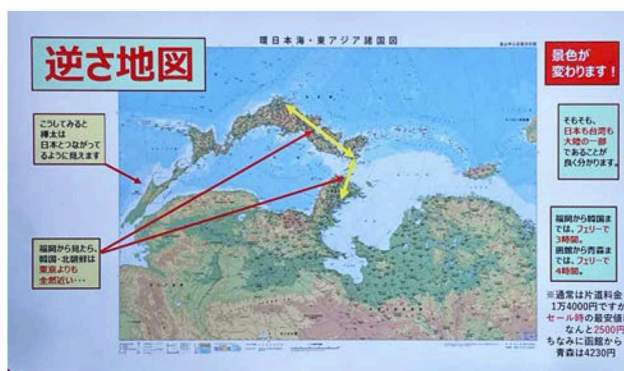 環日本海・東アジア諸国図
逆さ地図
景色が
変わります！
こうしてみると
樺太は
日本とつながって
るように見えます
そもそも、
日本も台湾も
大陸の一部
であることが
良く分かります。
福岡から見たら、
韓国・北朝鮮は
東京よりも
全然近い…
福岡から韓国ま
では、フェリーで
3時間。
函館から青森ま
では、フェリーで
4時間。
※通常は片道料金
1万4000円ですが
セール時の最安値は
なんと2500円
ちなみに函館から
青森は4230円